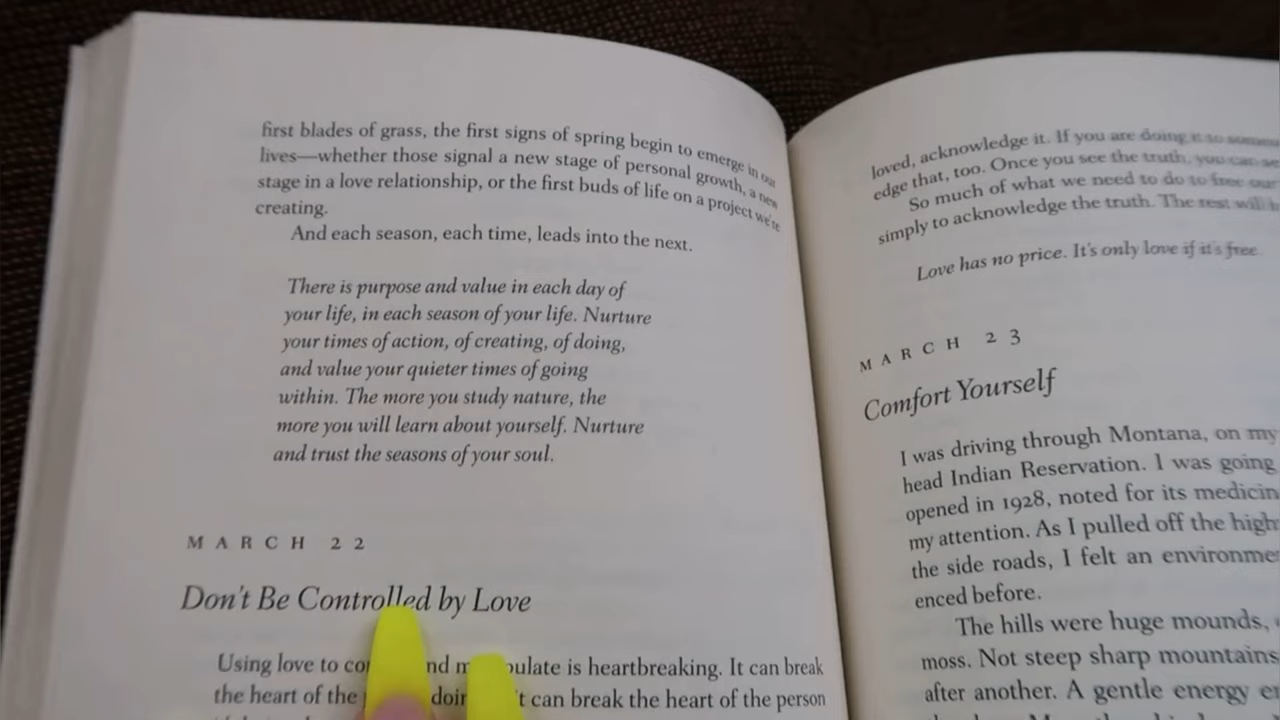 first blades of grass, the first signs of spring begin to emerge in our
lives—whether those signal a new stage of personal growth, a new
stage in a love relationship, or the first buds of life on a project we're
creating.
And each season, each time, leads into the next.
There is purpose and value in each day of
your life, in each season of your life. Nurture
your times of action, of creating, of doing,
and value your quieter times of going
within. The more you study nature, the
more you will learn about yourself. Nurture
and trust the seasons of your soul.
MARCH 22
Don't Be Controlled by Love
Using love to is heartbreaking. It can break
the heart of the can break the heart of the person
loved, acknowledge it. If you are doing it to
edge that, too. Once you see the truth, you can
So much of what we need to do to free
simply to acknowledge the truth. The rest will
Love has no price. It's only love if it's free.
MARCH 23
Comfort Yourself
I was driving through Montana, on my
head Indian Reservation. I was going
opened in 1928, noted for its
my attention. As I pulled off the
the side roads, I felt an
enced before.
The hills were huge mounds,
moss. Not steep sharp mountains
after another. A gentle energy